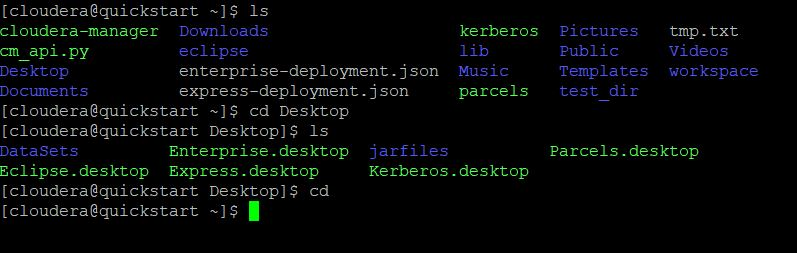 [cloudera@quickstart ~]$ ls
cloudera-manager  Downloads                   kerberos  Pictures   tmp.txt
cm_api.py         eclipse                     lib       Public     Videos
Desktop           enterprise-deployment.json  Music     Templates  workspace
Documents         express-deployment.json     parcels   test_dir
[cloudera@quickstart ~]$ cd Desktop
[cloudera@quickstart Desktop]$ ls
DataSets         Enterprise.desktop  jarfiles          Parcels.desktop
Eclipse.desktop  Express.desktop     Kerberos.desktop
[cloudera@quickstart Desktop]$ cd
[cloudera@quickstart ~]$